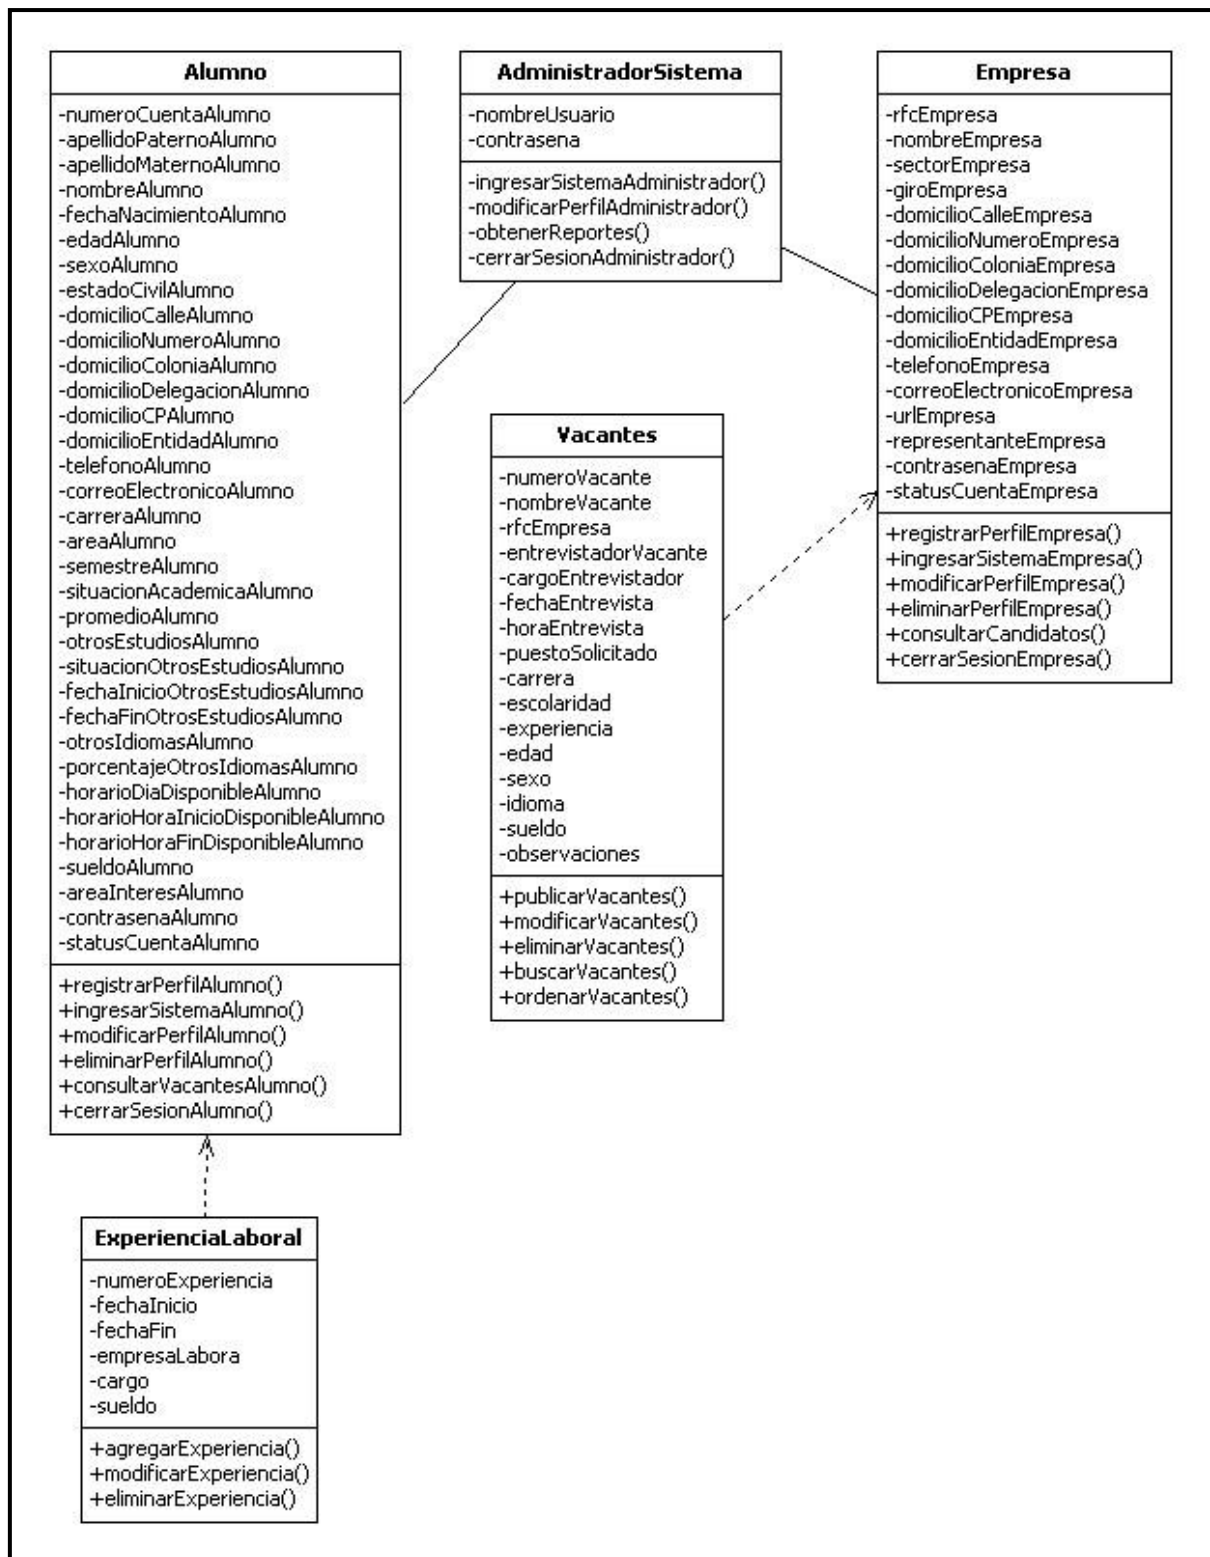 Alumno
-numeroCuentaAlumno
-apellidoPaternoAlumno
-apellidoMaternoAlumno
-nombreAlumno
-fechaNacimientoAlumno
-edadAlumno
-sexoAlumno
-estadoCivilAlumno
-domicilioCalleAlumno
-domicilioNumeroAlumno
-domicilioColoniaAlumno
-domicilioDelegacionAlumno
-domicilioCPAlumno
-domicilioEntidadAlumno
-telefonoAlumno
-correoElectronicoAlumno
-carreraAlumno
-areaAlumno
-semestreAlumno
-situacionAcademicaAlumno
-promedioAlumno
-otrosEstudiosAlumno
-situacionOtrosEstudiosAlumno
-fechaInicioOtrosEstudiosAlumno
-fechaFinOtrosEstudiosAlumno
-otrosIdiomasAlumno
-porcentajeOtrosIdiomasAlumno
-horarioDiaDisponibleAlumno
-horarioHoraInicioDisponibleAlumno
-horarioHoraFinDisponibleAlumno
-sueldoAlumno
-areaInteresAlumno
-contrasenaAlumno
-statusCuentaAlumno
+registrarPerfilAlumno()
+ingresarSistemaAlumno()
+modificarPerfilAlumno()
+eliminarPerfilAlumno()
+consultarVacantesAlumno()
+cerrarSesionAlumno()
AdministradorSistema
-nombreUsuario
-contrasena
-ingresarSistemaAdministrador()
-modificarPerfilAdministrador()
-obtenerReportes()
-cerrarSesionAdministrador()
Empresa
-rfcEmpresa
-nombreEmpresa
-sectorEmpresa
-giroEmpresa
-domicilioCalleEmpresa
-domicilioNumeroEmpresa
-domicilioColoniaEmpresa
-domicilioDelegacionEmpresa
-domicilioCPEmpresa
-domicilioEntidadEmpresa
-telefonoEmpresa
-correoElectronicoEmpresa
-urlEmpresa
-representanteEmpresa
-contrasenaEmpresa
-statusCuentaEmpresa
+registrarPerfilEmpresa()
+ingresarSistemaEmpresa()
+modificarPerfilEmpresa()
+eliminarPerfilEmpresa()
+consultarCandidatos()
+cerrarSesionEmpresa()
Vacantes
-numeroVacante
-nombreVacante
-rfcEmpresa
-entrevistadorVacante
-cargoEntrevistador
-fechaEntrevista
-horaEntrevista
-puestoSolicitado
-carrera
-escolaridad
-experiencia
-edad
-sexo
-idioma
-sueldo
-observaciones
+publicarVacantes()
+modificarVacantes()
+eliminarVacantes()
+buscarVacantes()
+ordenarVacantes()
ExperienciaLaboral
-numeroExperiencia
-fechaInicio
-fechaFin
-empresaLabora
-cargo
-sueldo
+agregarExperiencia()
+modificarExperiencia()
+eliminarExperiencia()